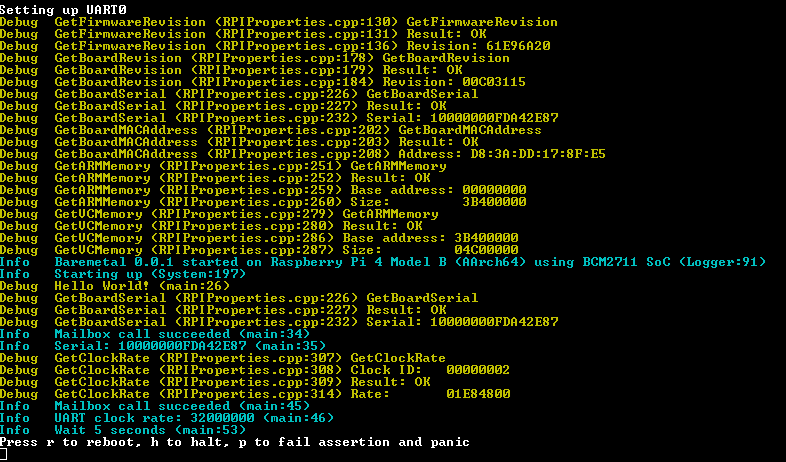 Setting up UART0
Debug  GetFirmwareRevision (RPIProperties.cpp:130) GetFirmwareRevision
Debug  GetFirmwareRevision (RPIProperties.cpp:131) Result: OK
Debug  GetFirmwareRevision (RPIProperties.cpp:136) Revision: 61E96A20
Debug  GetBoardRevision (RPIProperties.cpp:178) GetBoardRevision
Debug  GetBoardRevision (RPIProperties.cpp:179) Result: OK
Debug  GetBoardRevision (RPIProperties.cpp:184) Revision: 00C03115
Debug  GetBoardSerial (RPIProperties.cpp:226) GetBoardSerial
Debug  GetBoardSerial (RPIProperties.cpp:227) Result: OK
Debug  GetBoardSerial (RPIProperties.cpp:232) Serial: 10000000FDA42E87
Debug  GetBoardMACAddress (RPIProperties.cpp:202) GetBoardMACAddress
Debug  GetBoardMACAddress (RPIProperties.cpp:203) Result: OK
Debug  GetBoardMACAddress (RPIProperties.cpp:208) Address: D8:3A:DD:17:8F:E5
Debug  GetARMMemory (RPIProperties.cpp:251) GetARMMemory
Debug  GetARMMemory (RPIProperties.cpp:252) Result: OK
Debug  GetARMMemory (RPIProperties.cpp:259) Base address: 00000000
Debug  GetARMMemory (RPIProperties.cpp:260) Size:         3B400000
Debug  GetVCMemory (RPIProperties.cpp:279) GetARMMemory
Debug  GetVCMemory (RPIProperties.cpp:280) Result: OK
Debug  GetVCMemory (RPIProperties.cpp:286) Base address: 3B400000
Debug  GetVCMemory (RPIProperties.cpp:287) Size:         04C00000
Info   Baremetal 0.0.1 started on Raspberry Pi 4 Model B (AArch64) using BCM2711 SoC (Logger:91)
Info   Starting up (System:197)
Debug  Hello World! (main:26)
Debug  GetBoardSerial (RPIProperties.cpp:226) GetBoardSerial
Debug  GetBoardSerial (RPIProperties.cpp:227) Result: OK
Debug  GetBoardSerial (RPIProperties.cpp:232) Serial: 10000000FDA42E87
Info   Mailbox call succeeded (main:34)
Info   Serial: 10000000FDA42E87 (main:35)
Debug  GetClockRate (RPIProperties.cpp:307) GetClockRate
Debug  GetClockRate (RPIProperties.cpp:308) Clock ID:   00000002
Debug  GetClockRate (RPIProperties.cpp:309) Result: OK
Debug  GetClockRate (RPIProperties.cpp:314) Rate:       01E84800
Info   Mailbox call succeeded (main:45)
Info   UART clock rate: 32000000 (main:46)
Info   Wait 5 seconds (main:53)
Press r to reboot, h to halt, p to fail assertion and panic